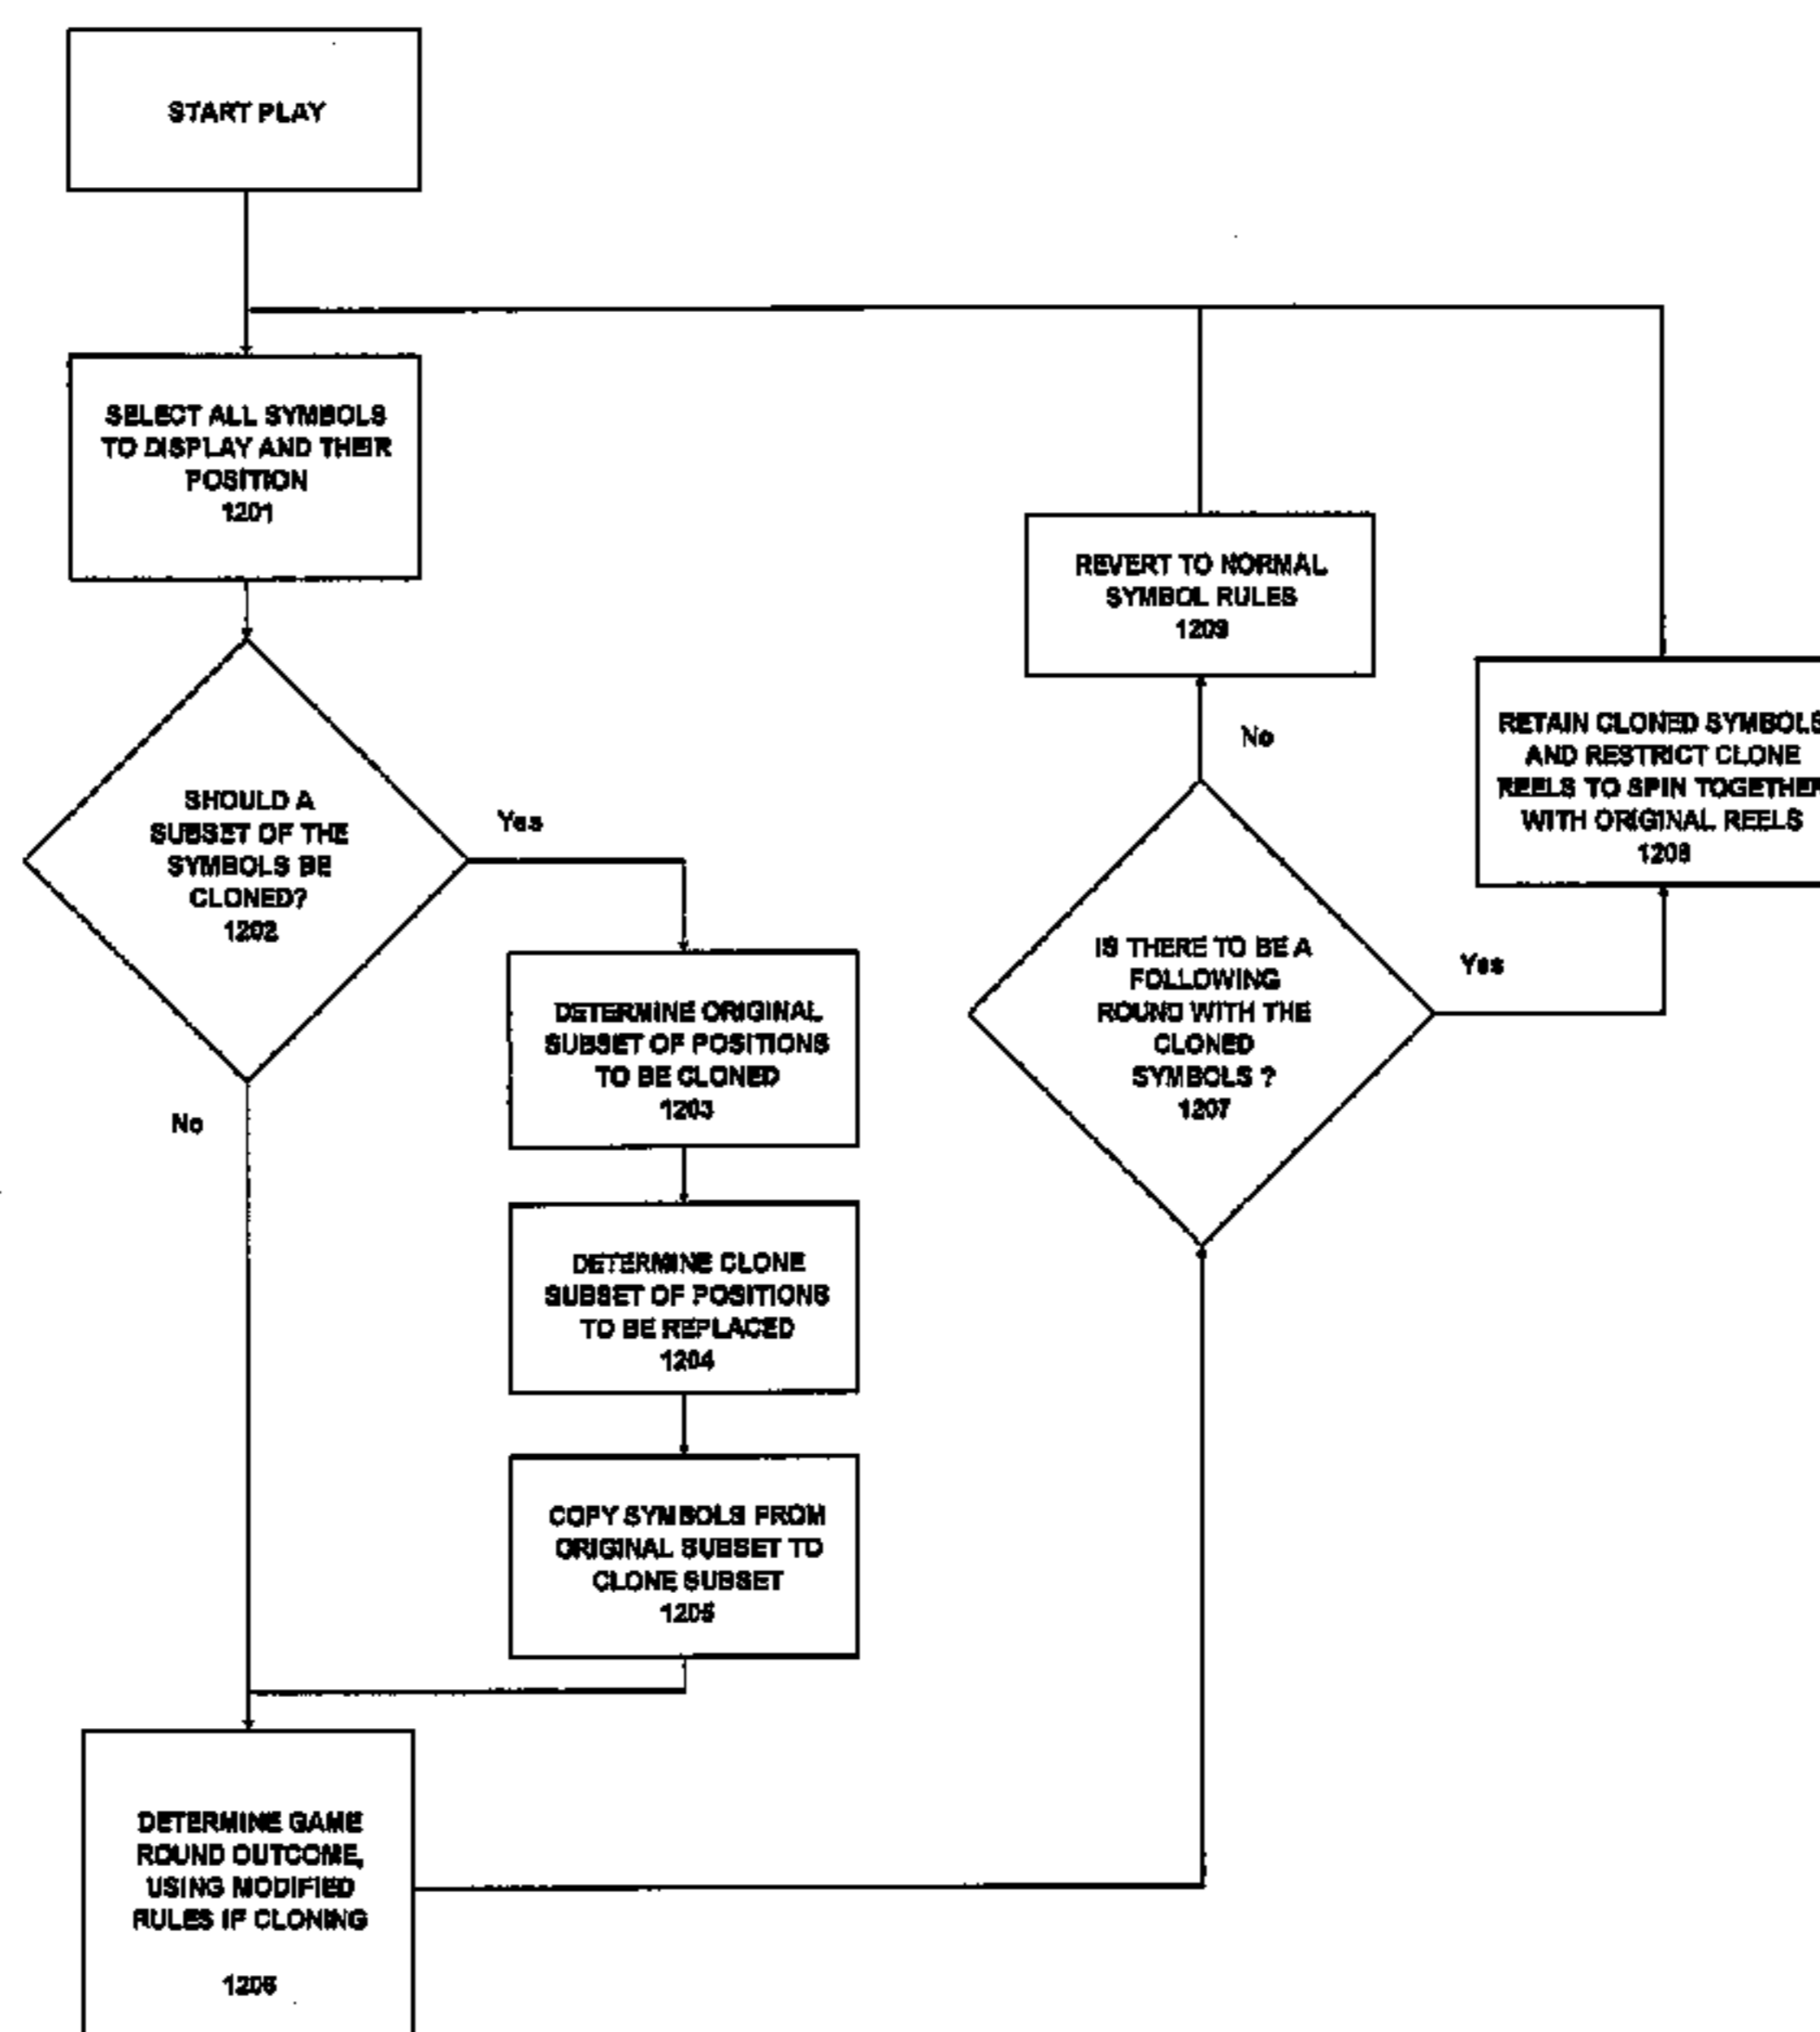 START PLAY
SELECT ALL SYMBOLS
TO DISPLAY AND THEIR
POSITION
1201
SHOULD A
SUBSET OF THE
SYMBOLS BE
CLONED?
1202
Yes
No
DETERMINE ORIGINAL
SUBSET OF POSITIONS
TO BE CLONED
1203
DETERMINE CLONE
SUBSET OF POSITIONS
TO BE REPLACED
1204
COPY SYMBOLS FROM
ORIGINAL SUBSET TO
CLONE SUBSET
1205
DETERMINE GAME
ROUND OUTCOME,
USING MODIFIED
RULES IF CLONING
1206
IS THERE TO BE A
FOLLOWING
ROUND WITH THE
CLONED
SYMBOLS ?
1207
No
Yes
REVERT TO NORMAL
SYMBOL RULES
1209
RETAIN CLONED SYMBOLS
AND RESTRICT CLONE
REELS TO SPIN TOGETHER
WITH ORIGINAL REELS
1208